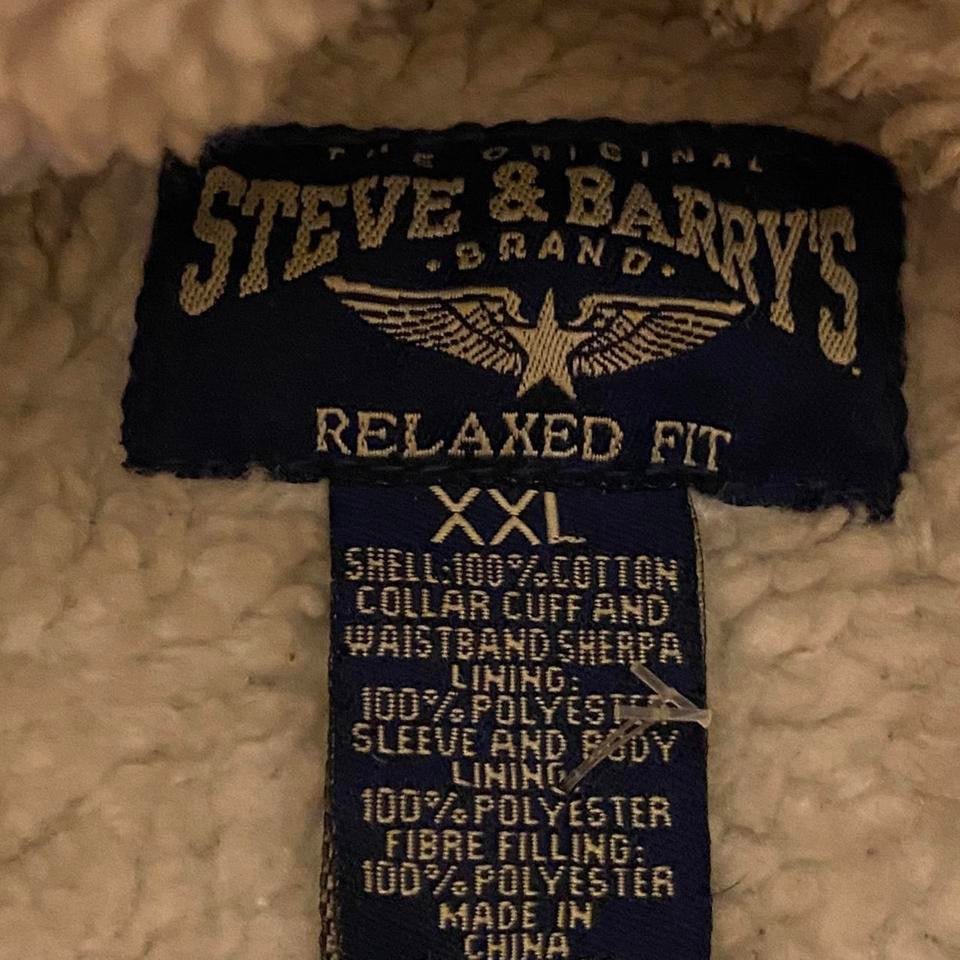 THE ORIGINAL
STEVE & BARRY'S
·BRAND·
RELAXED FIT
XXL
SHELL:100%COTTON
COLLAR CUFF AND
WAISTBAND SHERPA
LINING:
100%POLYESTER
SLEEVE AND BODY
LINING:
100%POLYESTER
FIBRE FILLING:
100%POLYESTER
MADE IN
CHINA